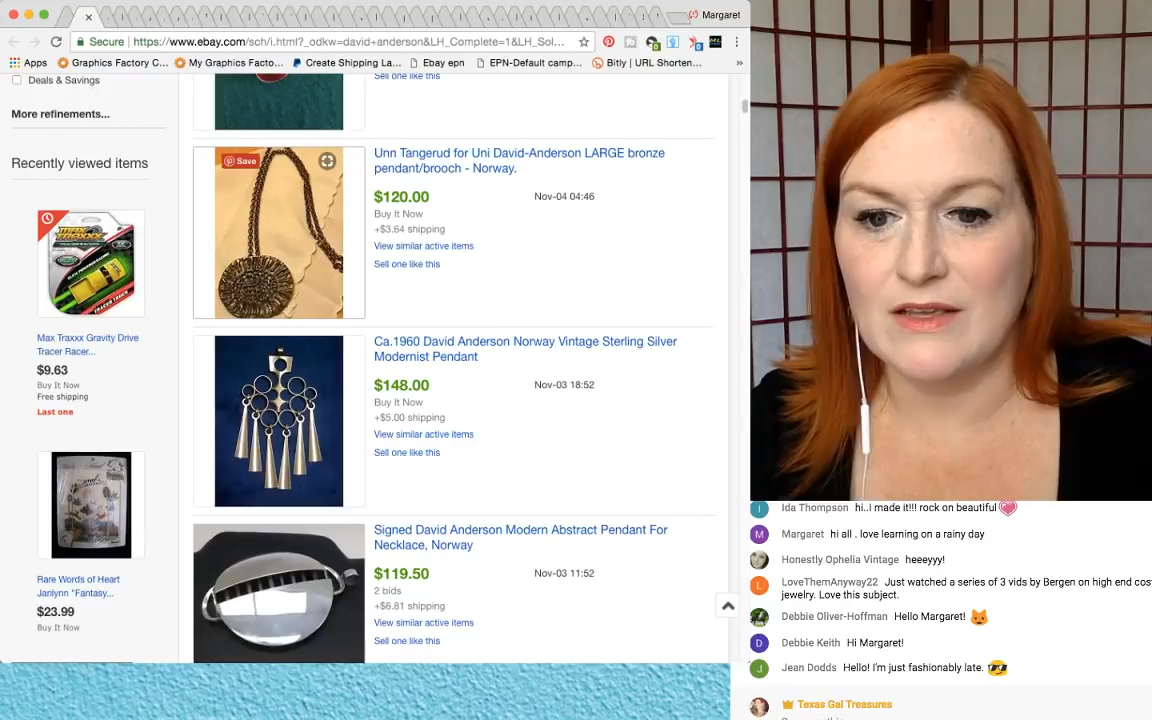 Margaret
Secure https://www.ebay.com/sch/i.html?_odkw=david+anderson&LH_Complete=1&LH_Sol...
Apps Graphics Factory C... My Graphics Facto... Create Shipping La... Ebay epn EPN-Default camp... Bitly | URL Shorten... »
Deals & Savings
More refinements...
Recently viewed items
Max Traxxx Gravity Drive
Tracer Racer...
$9.63
Buy It Now
Free shipping
Last one
Rare Words of Heart
Janlynn "Fantasy...
$23.99
Buy It Now
Sell one like this
Save
Unn Tangerud for Uni David-Anderson LARGE bronze
pendant/brooch - Norway.
$120.00 Nov-04 04:46
Buy It Now
+$3.64 shipping
View similar active items
Sell one like this
Ca.1960 David Anderson Norway Vintage Sterling Silver
Modernist Pendant
$148.00 Nov-03 18:52
Buy It Now
+$5.00 shipping
View similar active items
Sell one like this
Signed David Anderson Modern Abstract Pendant For
Necklace, Norway
$119.50 Nov-03 11:52
2 bids
+$6.81 shipping
View similar active items
Sell one like this
I Ida Thompson hi..I made it!!! rock on beautiful
M Margaret hi all . love learning on a rainy day
Honestly Ophelia Vintage heeeyyy!
L LoveThemAnyway22 Just watched a series of 3 vids by Bergen on high end cos
jewelry. Love this subject.
Debbie Oliver-Hoffman Hello Margaret!
D Debbie Keith Hi Margaret!
J Jean Dodds Hello! I'm just fashionably late.
Texas Gal Treasures